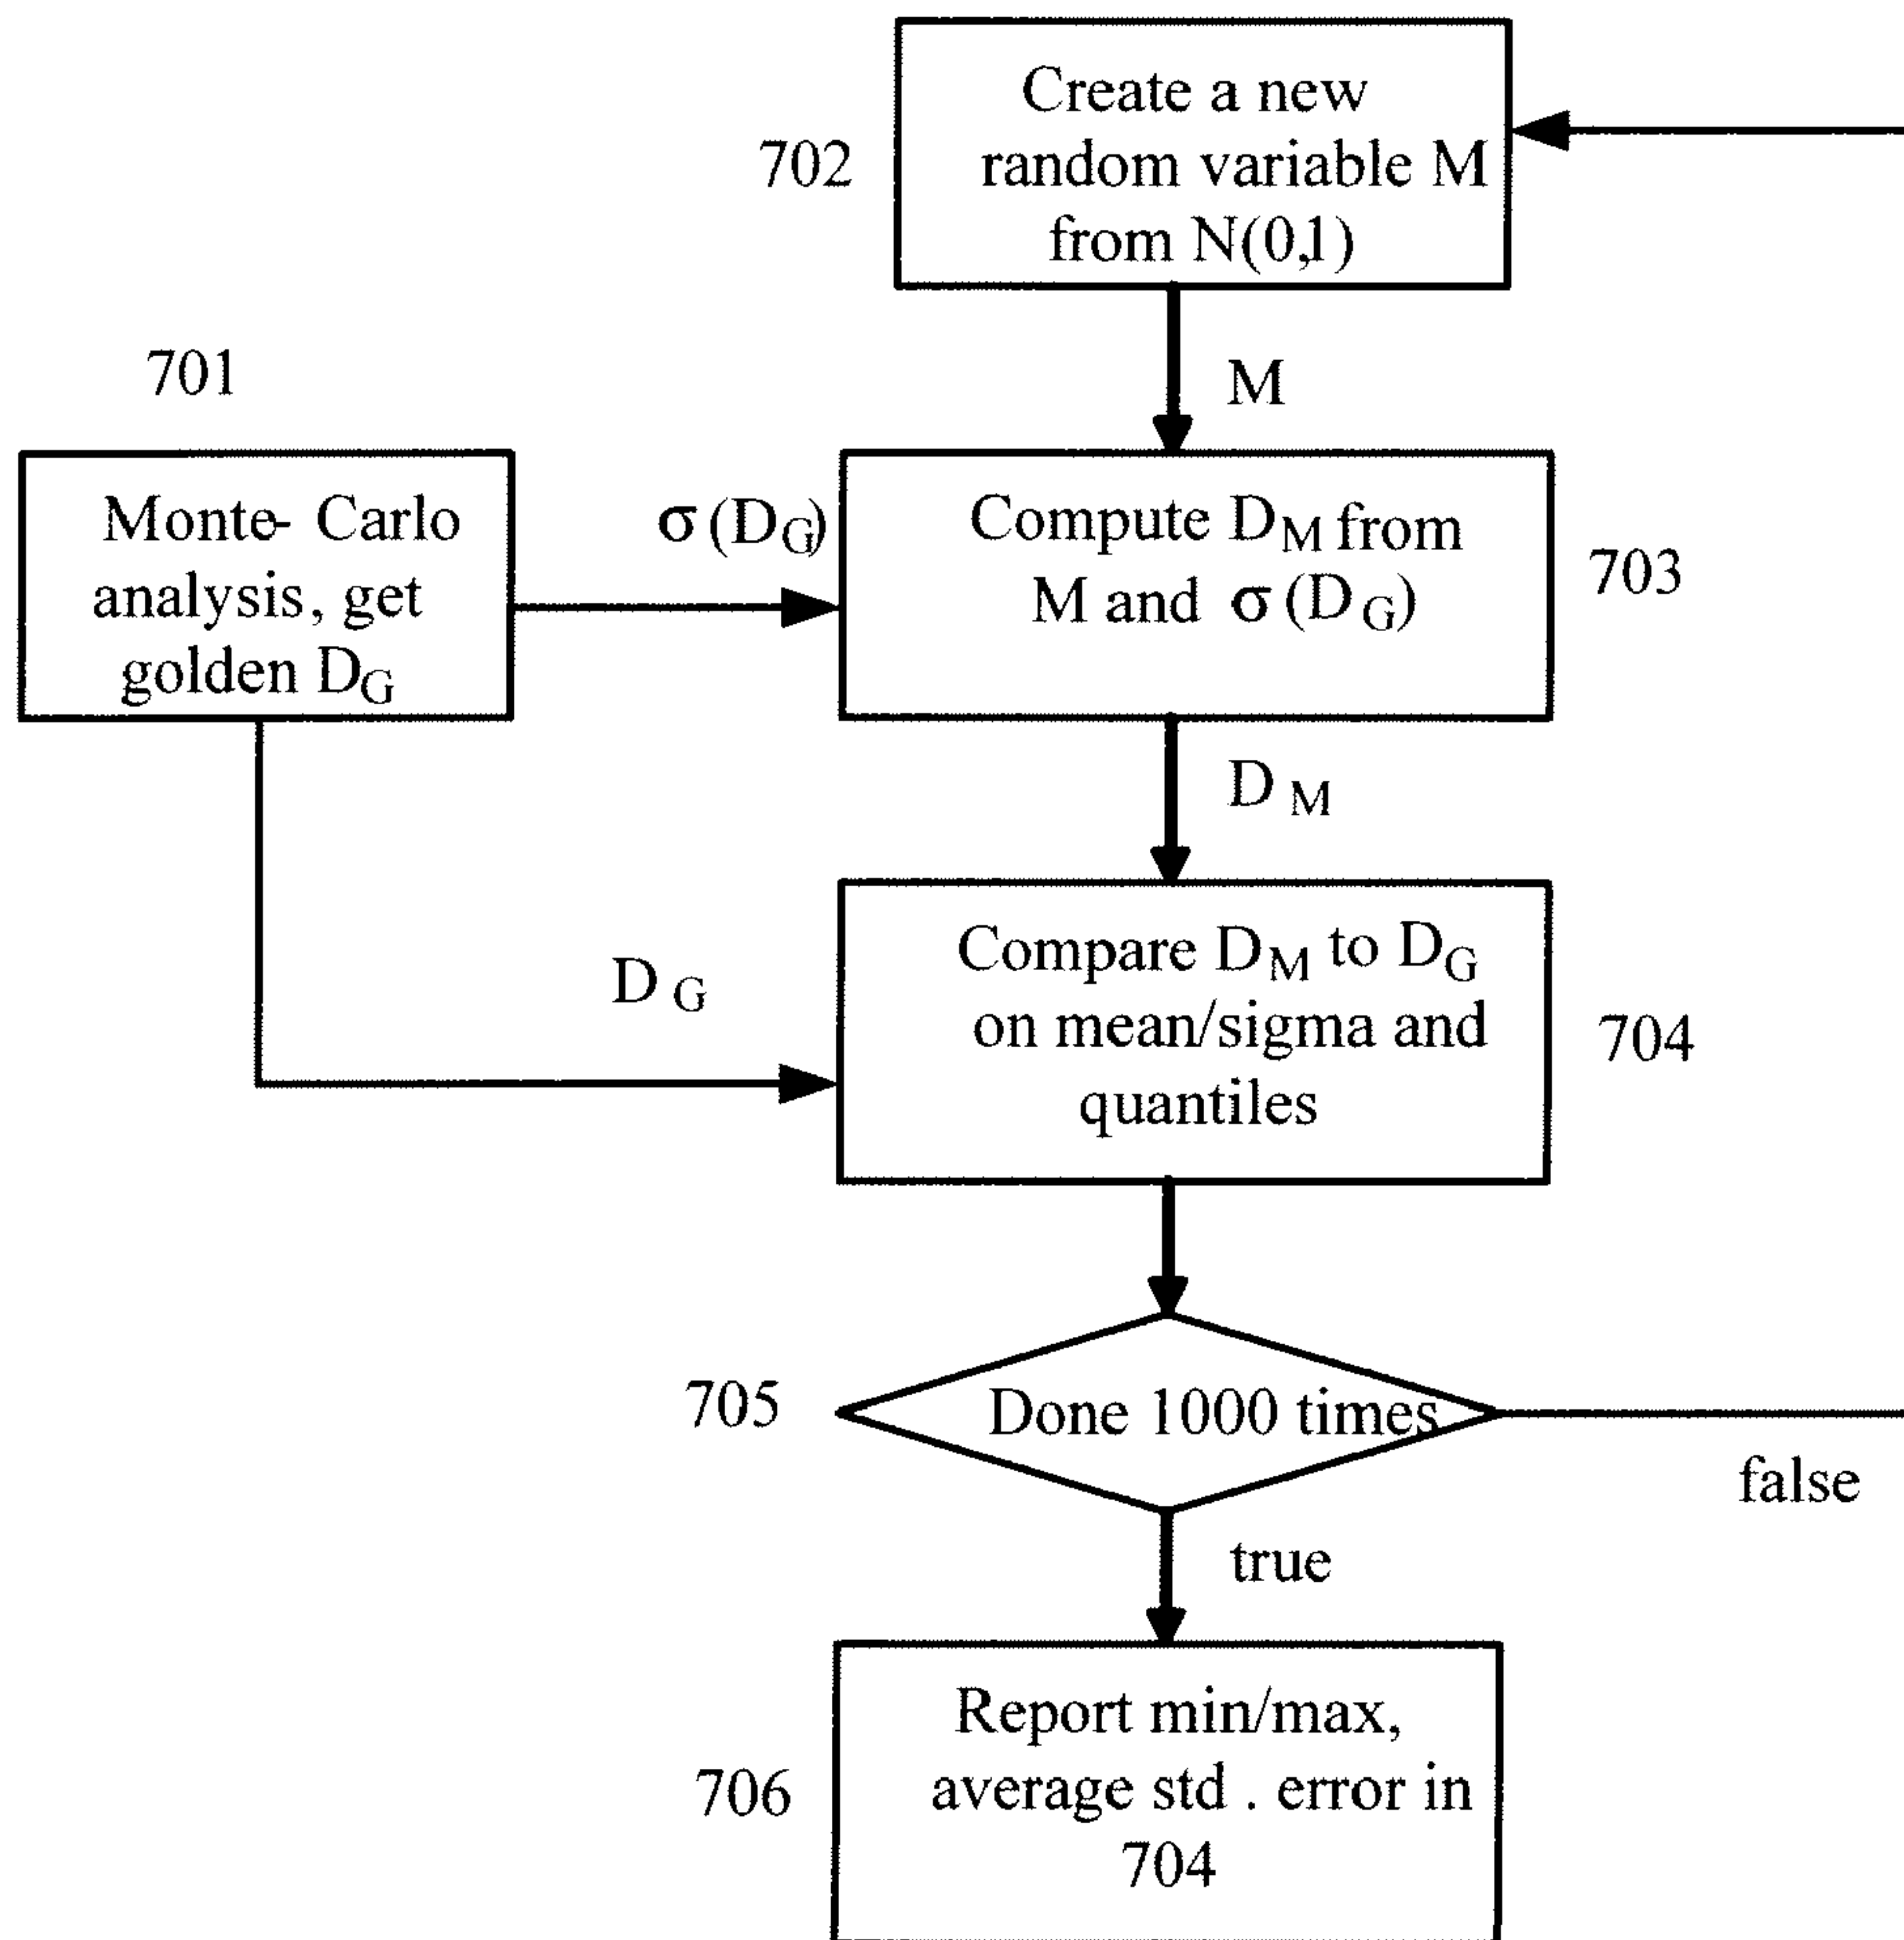 Create a new
random variable M
from N(0,1)
702
M
701
Monte- Carlo
analysis, get
golden D_G
σ(D_G)
Compute D_M from
M and σ(D_G)
703
D_M
D_G
Compare D_M to D_G
on mean/sigma and
quantiles
704
705
Done 1000 times
false
true
Report min/max,
average std . error in
704
706